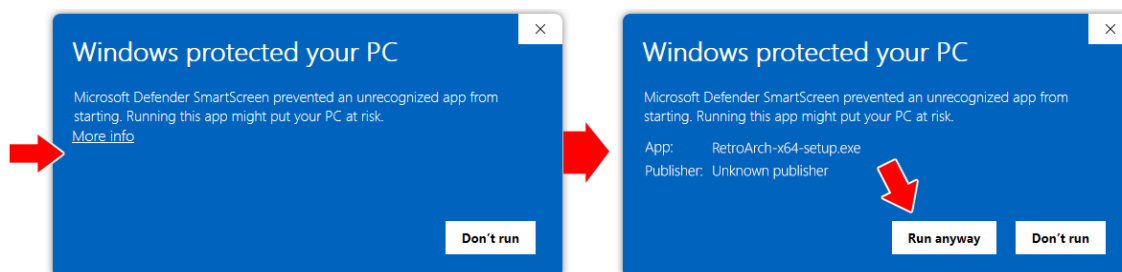 Windows protected your PC
Microsoft Defender SmartScreen prevented an unrecognized app from
starting. Running this app might put your PC at risk.
More info
Don't run
Windows protected your PC
Microsoft Defender SmartScreen prevented an unrecognized app from
starting. Running this app might put your PC at risk.
App: RetroArch-x64-setup.exe
Publisher: Unknown publisher
Run anyway Don't run